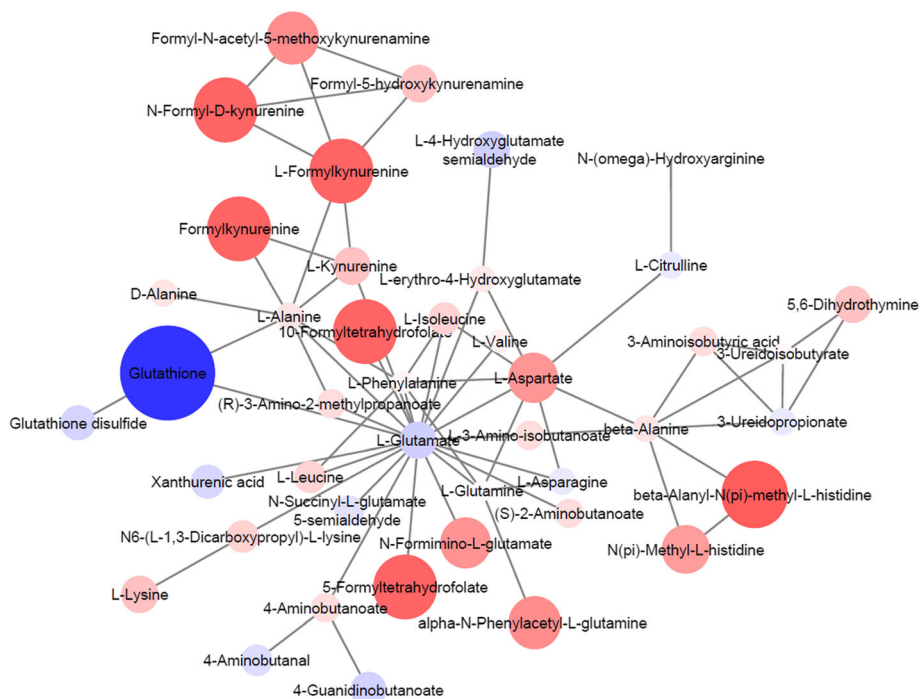 Formyl-N-acetyl-5-methoxykynurenamine
Formyl-5-hydroxykynurenamine
N-Formyl-D-kynurenine
L-4-Hydroxyglutamate
semialdehyde
N-(omega)-Hydroxyarginine
L-Formylkynurenine
Formylkynurenine
L-Kynurenine
L-erythro-4-Hydroxyglutamate
L-Citrulline
D-Alanine
5,6-Dihydrothymine
L-Alanine
L-Isoleucine
10-Formyltetrahydrofolate
L-Valine
3-Aminoisobutyric acid
3-Ureidoisobutyrate
Glutathione
L-Phenylalanine
L-Aspartate
(R)-3-Amino-2-methylpropanoate
Glutathione disulfide
L-Glutamate
L-3-Amino-isobutanoate
beta-Alanine
3-Ureidopropionate
Xanthurenic acid
L-Leucine
L-Glutamine
L-Asparagine
beta-Alanyl-N(pi)-methyl-L-histidine
N-Succinyl-L-glutamate
5-semialdehyde
(S)-2-Aminobutanoate
N6-(L-1,3-Dicarboxypropyl)-L-lysine
N-Formimino-L-glutamate
N(pi)-Methyl-L-histidine
5-Formyltetrahydrofolate
L-Lysine
4-Aminobutanoate
alpha-N-Phenylacetyl-L-glutamine
4-Aminobutanal
4-Guanidinobutanoate